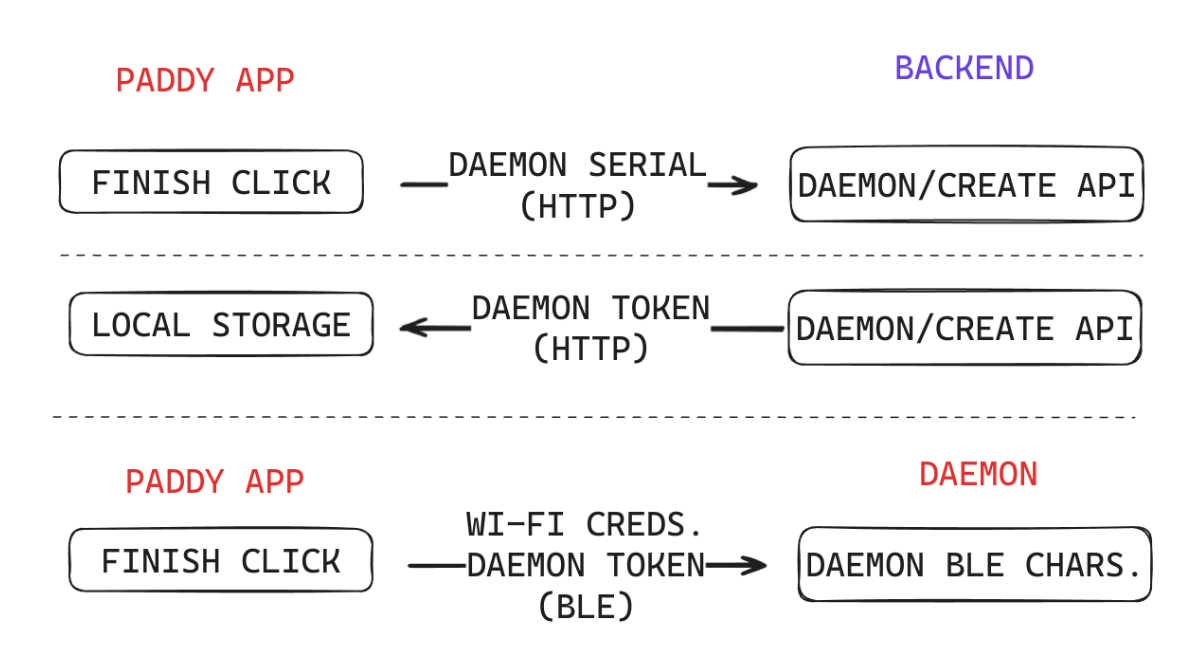 PADDY APP
BACKEND
FINISH CLICK
DAEMON SERIAL
(HTTP)
DAEMON/CREATE API
LOCAL STORAGE
DAEMON TOKEN
(HTTP)
DAEMON/CREATE API
PADDY APP
DAEMON
FINISH CLICK
WI-FI CREDS.
DAEMON TOKEN
(BLE)
DAEMON BLE CHARS.